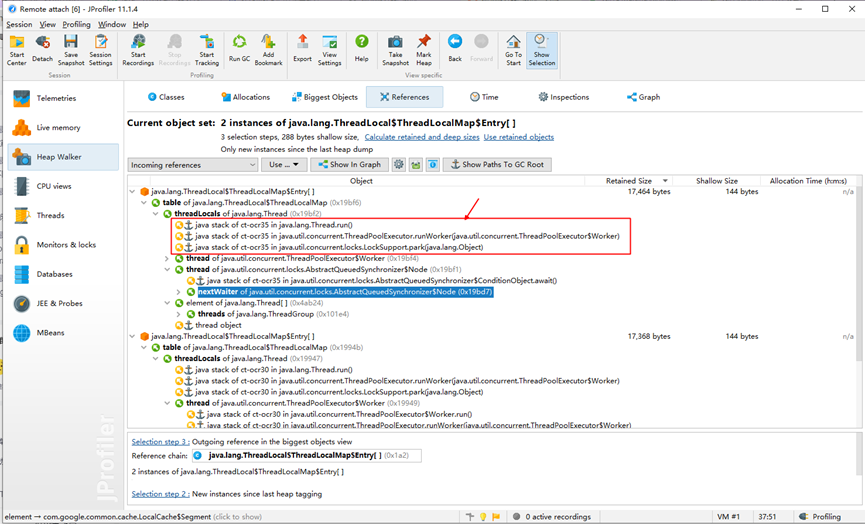 Remote attach [6] - JProfiler 11.1.4
Session View Profiling Window Help
Start Center
Detach
Save Snapshot
Session Settings
Start Recordings
Stop Recordings
Start Tracking
Run GC
Add Bookmark
Export
View Settings
Help
Take Snapshot
Mark Heap
Back
Forward
Go To Start
Show Selection
Session
Profiling
View specific
Telemetries
Live memory
Heap Walker
CPU views
Threads
Monitors & locks
Databases
JEE & Probes
MBeans
JProfiler
Classes Allocations Biggest Objects References Time Inspections Graph
Current object set: 2 instances of java.lang.ThreadLocal$ThreadLocalMap$Entry[ ]
3 selection steps, 288 bytes shallow size, Calculate retained and deep sizes Use retained objects
Only new instances since the last heap dump
Incoming references Use ... Show In Graph Show Paths To GC Root
Object Retained Size Shallow Size Allocation Time (h:m:s)
java.lang.ThreadLocal$ThreadLocalMap$Entry[ ] 17,464 bytes 144 bytes n/a
table of java.lang.ThreadLocal$ThreadLocalMap (0x19bf6)
threadLocals of java.lang.Thread (0x19bf2)
java stack of ct-ocr35 in java.lang.Thread.run()
java stack of ct-ocr35 in java.util.concurrent.ThreadPoolExecutor.runWorker(java.util.concurrent.ThreadPoolExecutor$Worker)
java stack of ct-ocr35 in java.util.concurrent.locks.LockSupport.park(java.lang.Object)
thread of java.util.concurrent.ThreadPoolExecutor$Worker (0x19bf4)
thread of java.util.concurrent.locks.AbstractQueuedSynchronizer$Node (0x19bf1)
java stack of ct-ocr35 in java.util.concurrent.locks.AbstractQueuedSynchronizer$ConditionObject.await()
nextWaiter of java.util.concurrent.locks.AbstractQueuedSynchronizer$Node (0x19bd7)
element of java.lang.Thread[ ] (0x4ab24)
threads of java.lang.ThreadGroup (0x101e4)
thread object
java.lang.ThreadLocal$ThreadLocalMap$Entry[ ] 17,368 bytes 144 bytes n/a
table of java.lang.ThreadLocal$ThreadLocalMap (0x1994b)
threadLocals of java.lang.Thread (0x19947)
java stack of ct-ocr30 in java.lang.Thread.run()
java stack of ct-ocr30 in java.util.concurrent.ThreadPoolExecutor.runWorker(java.util.concurrent.ThreadPoolExecutor$Worker)
java stack of ct-ocr30 in java.util.concurrent.locks.LockSupport.park(java.lang.Object)
thread of java.util.concurrent.ThreadPoolExecutor$Worker (0x19949)
java stack of ct-ocr30 in java.util.concurrent.ThreadPoolExecutor$Worker.run()
java stack of ct-ocr30 in java.util.concurrent.ThreadPoolExecutor.runWorker(java.util.concurrent.ThreadPoolExecutor$Worker)
Selection step 3 : Outgoing reference in the biggest objects view
Reference chain: java.lang.ThreadLocal$ThreadLocalMap$Entry[ ] (0x1a2)
2 instances of java.lang.ThreadLocal$ThreadLocalMap$Entry[ ]
Selection step 2 : New instances since last heap tagging
element → com.google.common.cache.LocalCache$Segment (click to show) 0 active recordings VM #1 37:51 Profiling